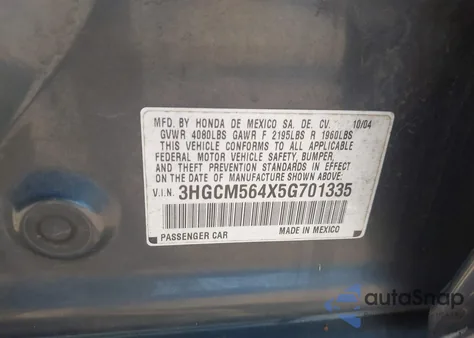 MFD. BY HONDA DE MEXICO SA. DE. CV. 10/04
GVWR 4080LBS GAWR F 2195LBS R 1960LBS
THIS VEHICLE CONFORMS TO ALL APPLICABLE
FEDERAL MOTOR VEHICLE SAFETY, BUMPER,
AND THEFT PREVENTION STANDARDS IN EFFECT
ON THE DATE OF MANUFACTURE SHOWN ABOVE.
V.I.N. 3HGCM564X5G701335
PASSENGER CAR MADE IN MEXICO
autoSnap